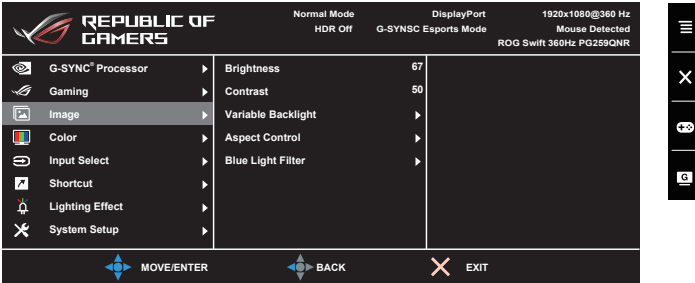 REPUBLIC OF
GAMERS
Normal Mode DisplayPort 1920x1080@360 Hz
HDR Off G-SYNSC Esports Mode Mouse Detected
ROG Swift 360Hz PG259QNR
G-SYNC® Processor
Gaming
Image
Color
Input Select
Shortcut
Lighting Effect
System Setup
Brightness 67
Contrast 50
Variable Backlight
Aspect Control
Blue Light Filter
MOVE/ENTER BACK EXIT
G